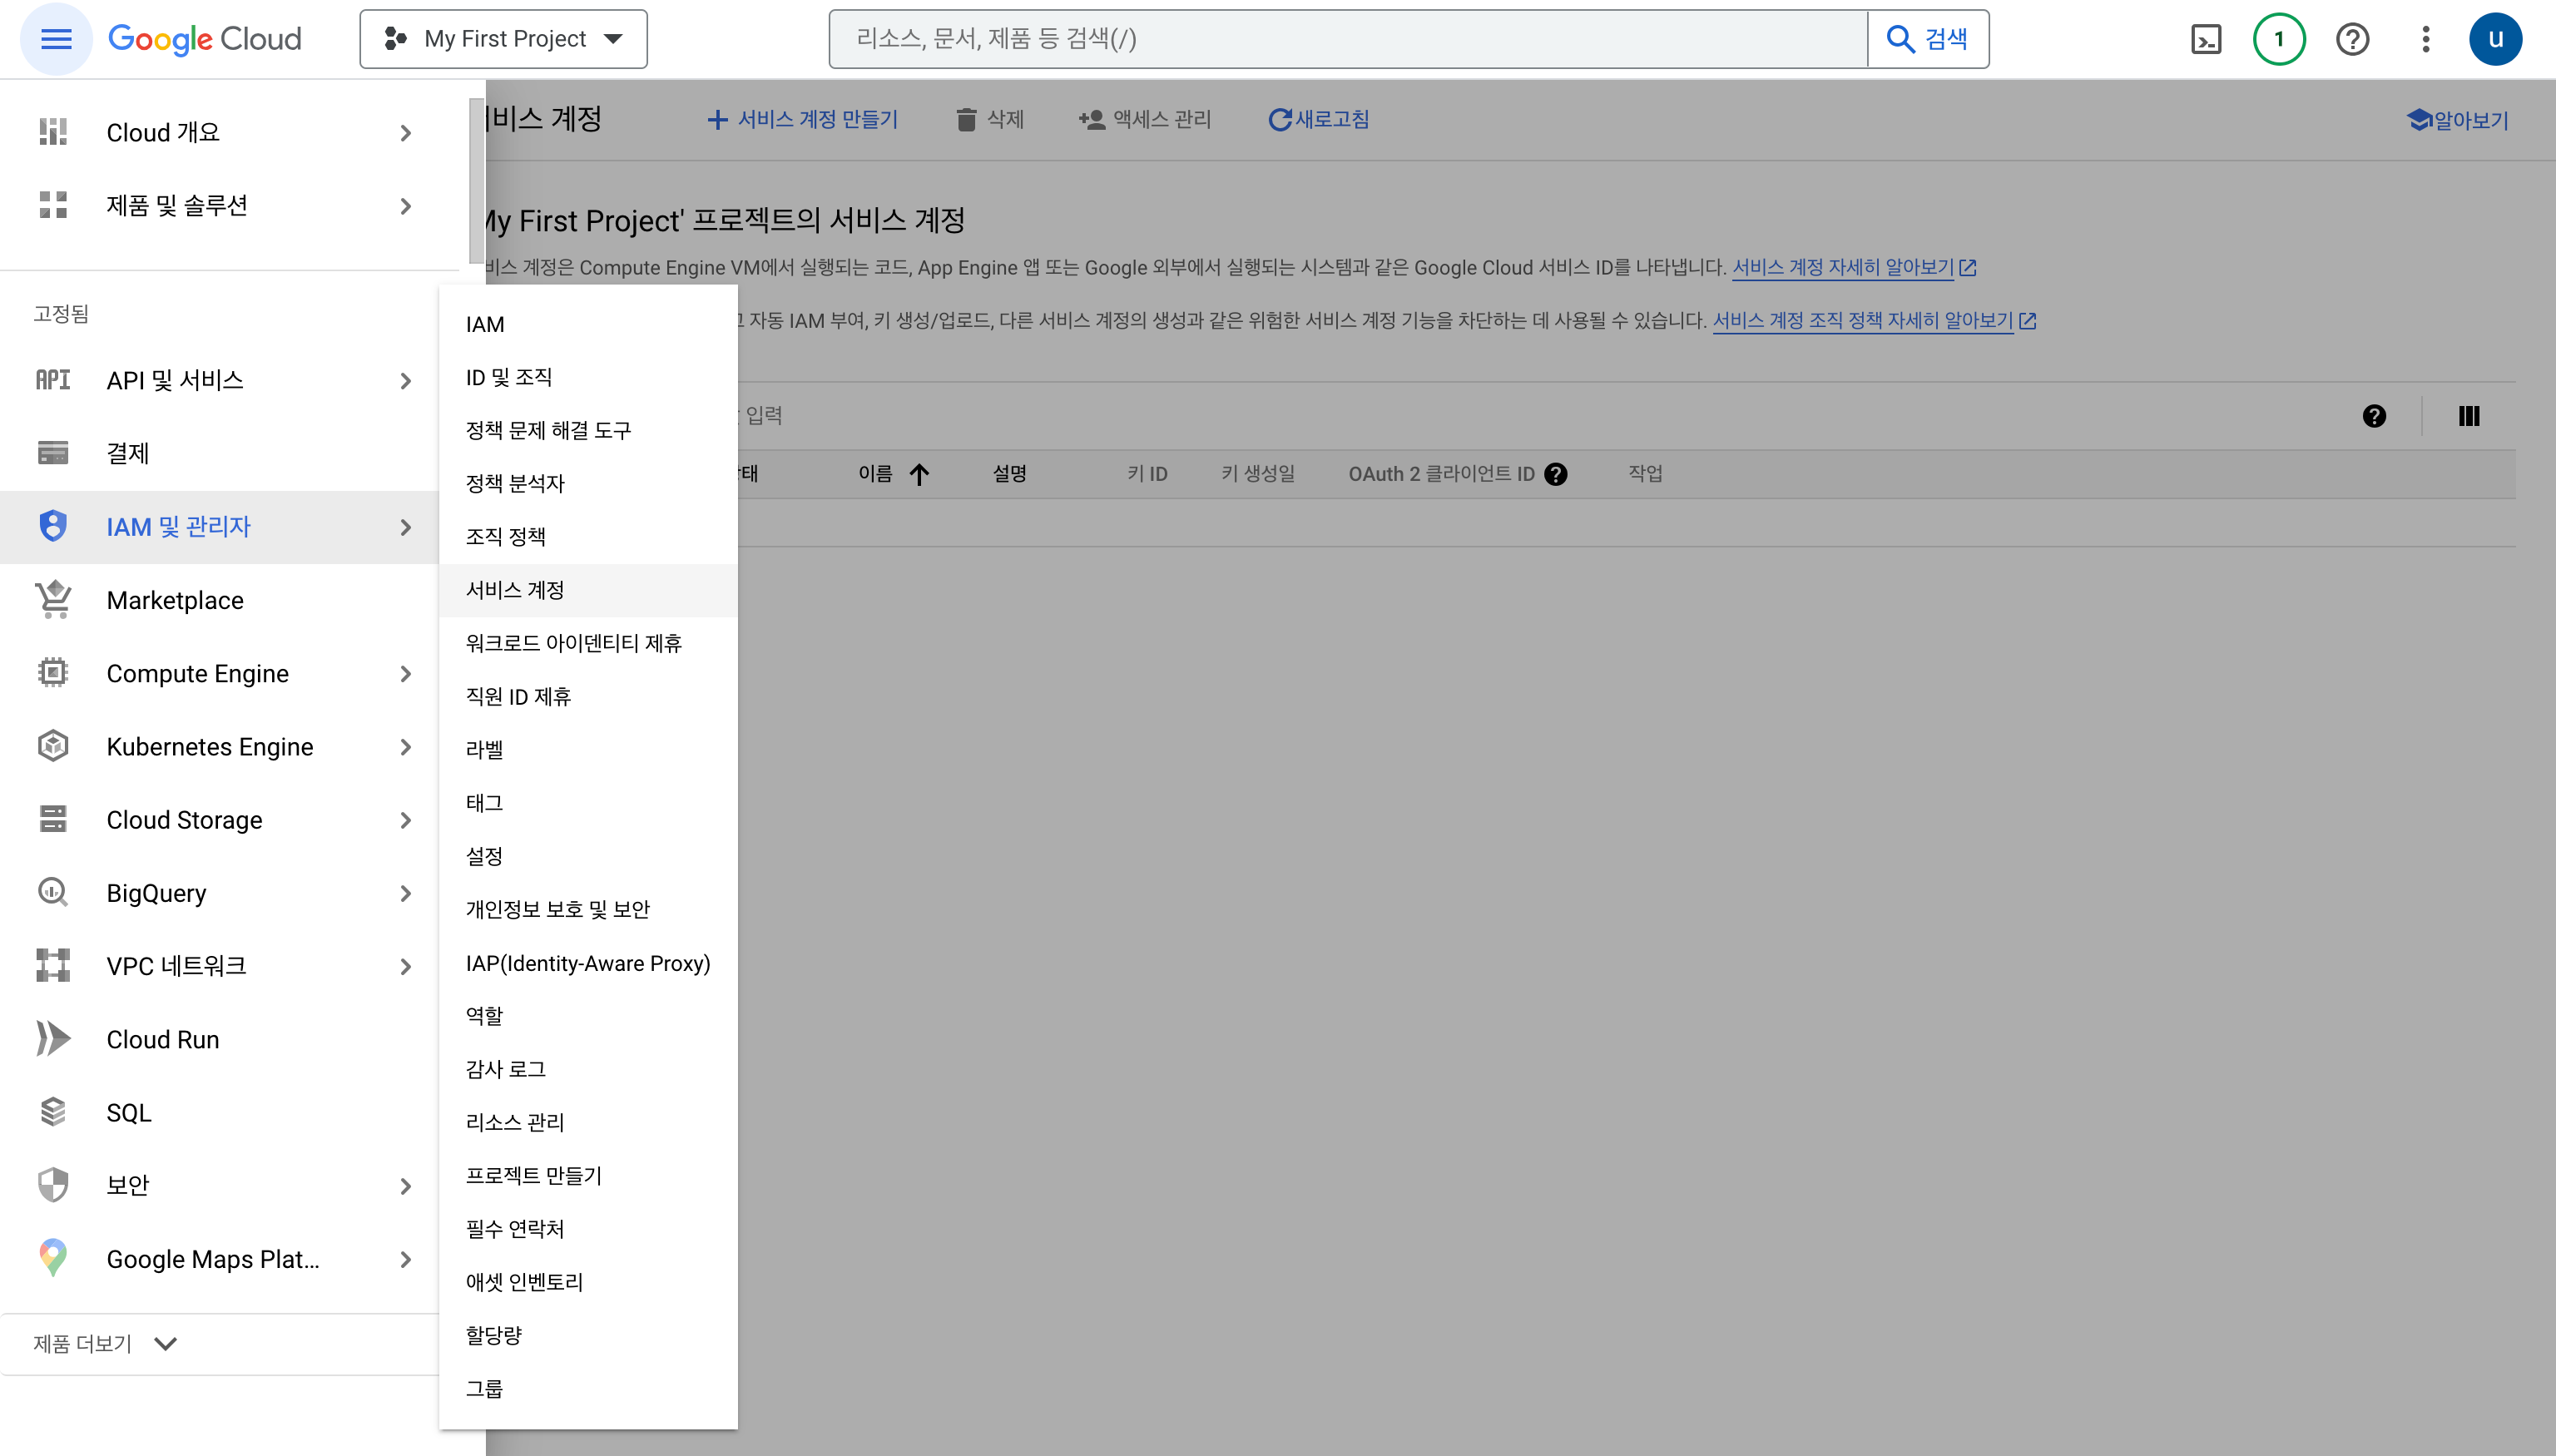 Google Cloud
My First Project
리소스, 문서, 제품 등 검색(/)
검색
1
u
Cloud 개요
제품 및 솔루션
고정됨
API 및 서비스
결제
IAM 및 관리자
Marketplace
Compute Engine
Kubernetes Engine
Cloud Storage
BigQuery
VPC 네트워크
Cloud Run
SQL
보안
Google Maps Plat...
제품 더보기
IAM
ID 및 조직
정책 문제 해결 도구
정책 분석자
조직 정책
서비스 계정
워크로드 아이덴티티 제휴
직원 ID 제휴
라벨
태그
설정
개인정보 보호 및 보안
IAP(Identity-Aware Proxy)
역할
감사 로그
리소스 관리
프로젝트 만들기
필수 연락처
애셋 인벤토리
할당량
그룹
비스 계정
서비스 계정 만들기
삭제
액세스 관리
새로고침
알아보기
My First Project' 프로젝트의 서비스 계정
비스 계정은 Compute Engine VM에서 실행되는 코드, App Engine 앱 또는 Google 외부에서 실행되는 시스템과 같은 Google Cloud 서비스 ID를 나타냅니다. 서비스 계정 자세히 알아보기
자동 IAM 부여, 키 생성/업로드, 다른 서비스 계정의 생성과 같은 위험한 서비스 계정 기능을 차단하는 데 사용될 수 있습니다. 서비스 계정 조직 정책 자세히 알아보기
입력
태 이름 설명 키 ID 키 생성일 OAuth 2 클라이언트 ID 작업